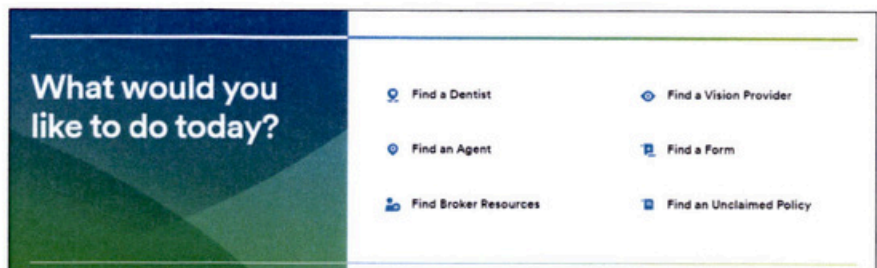 What would you
like to do today?
Find a Dentist
Find a Vision Provider
Find an Agent
Find a Form
Find Broker Resources
Find an Unclaimed Policy